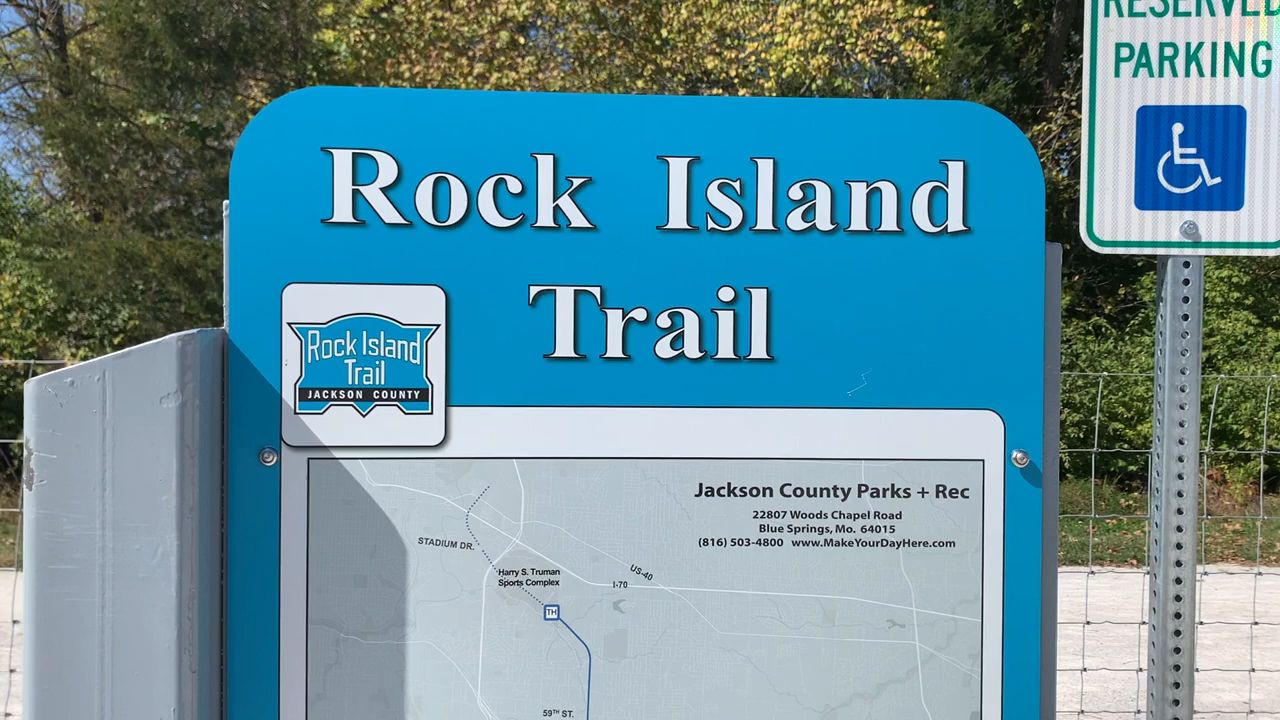 RESERVED
PARKING
Rock Island
Trail
Rock Island
Trail
JACKSON COUNTY
Jackson County Parks + Rec
22807 Woods Chapel Road
Blue Springs, Mo. 64015
(816) 503-4800 www.MakeYourDayHere.com
STADIUM DR.
Harry S. Truman
Sports Complex
US-40
I-70
TH
59TH ST.